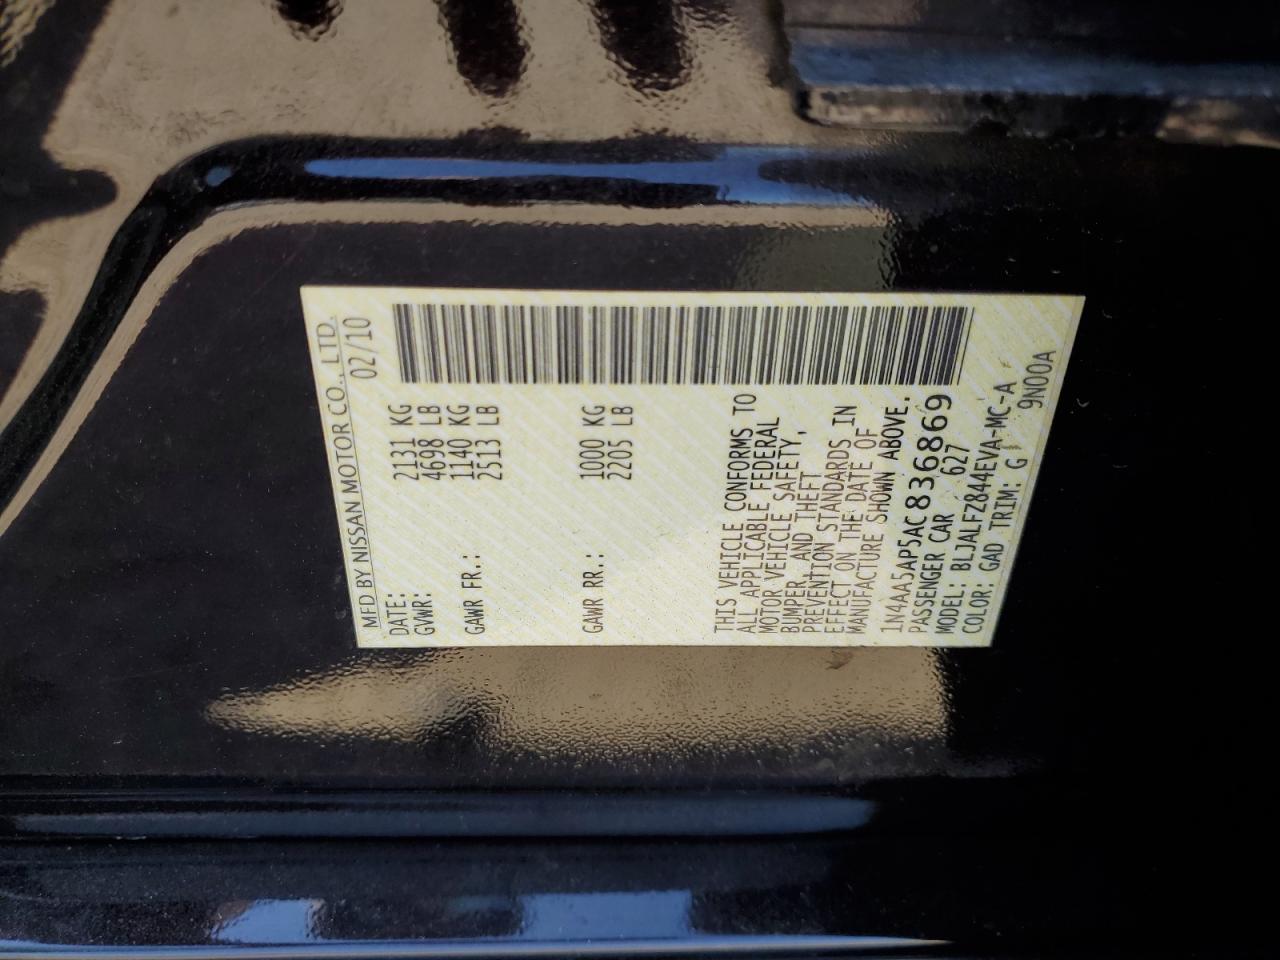 MFD BY NISSAN MOTOR CO., LTD.
DATE: 02/10
GVWR: 2131 KG
4698 LB
GAWR FR.: 1140 KG
2513 LB
GAWR RR.: 1000 KG
2205 LB
THIS VEHICLE CONFORMS TO
ALL APPLICABLE FEDERAL
MOTOR VEHICLE SAFETY,
BUMPER, AND THEFT
PREVENTION STANDARDS IN
EFFECT ON THE DATE OF
MANUFACTURE SHOWN ABOVE.
1N4AA5AP5AC836869
PASSENGER CAR 627
MODEL: BLJALFZ844EVA-MC-A
COLOR: GAD TRIM: G 9N00A